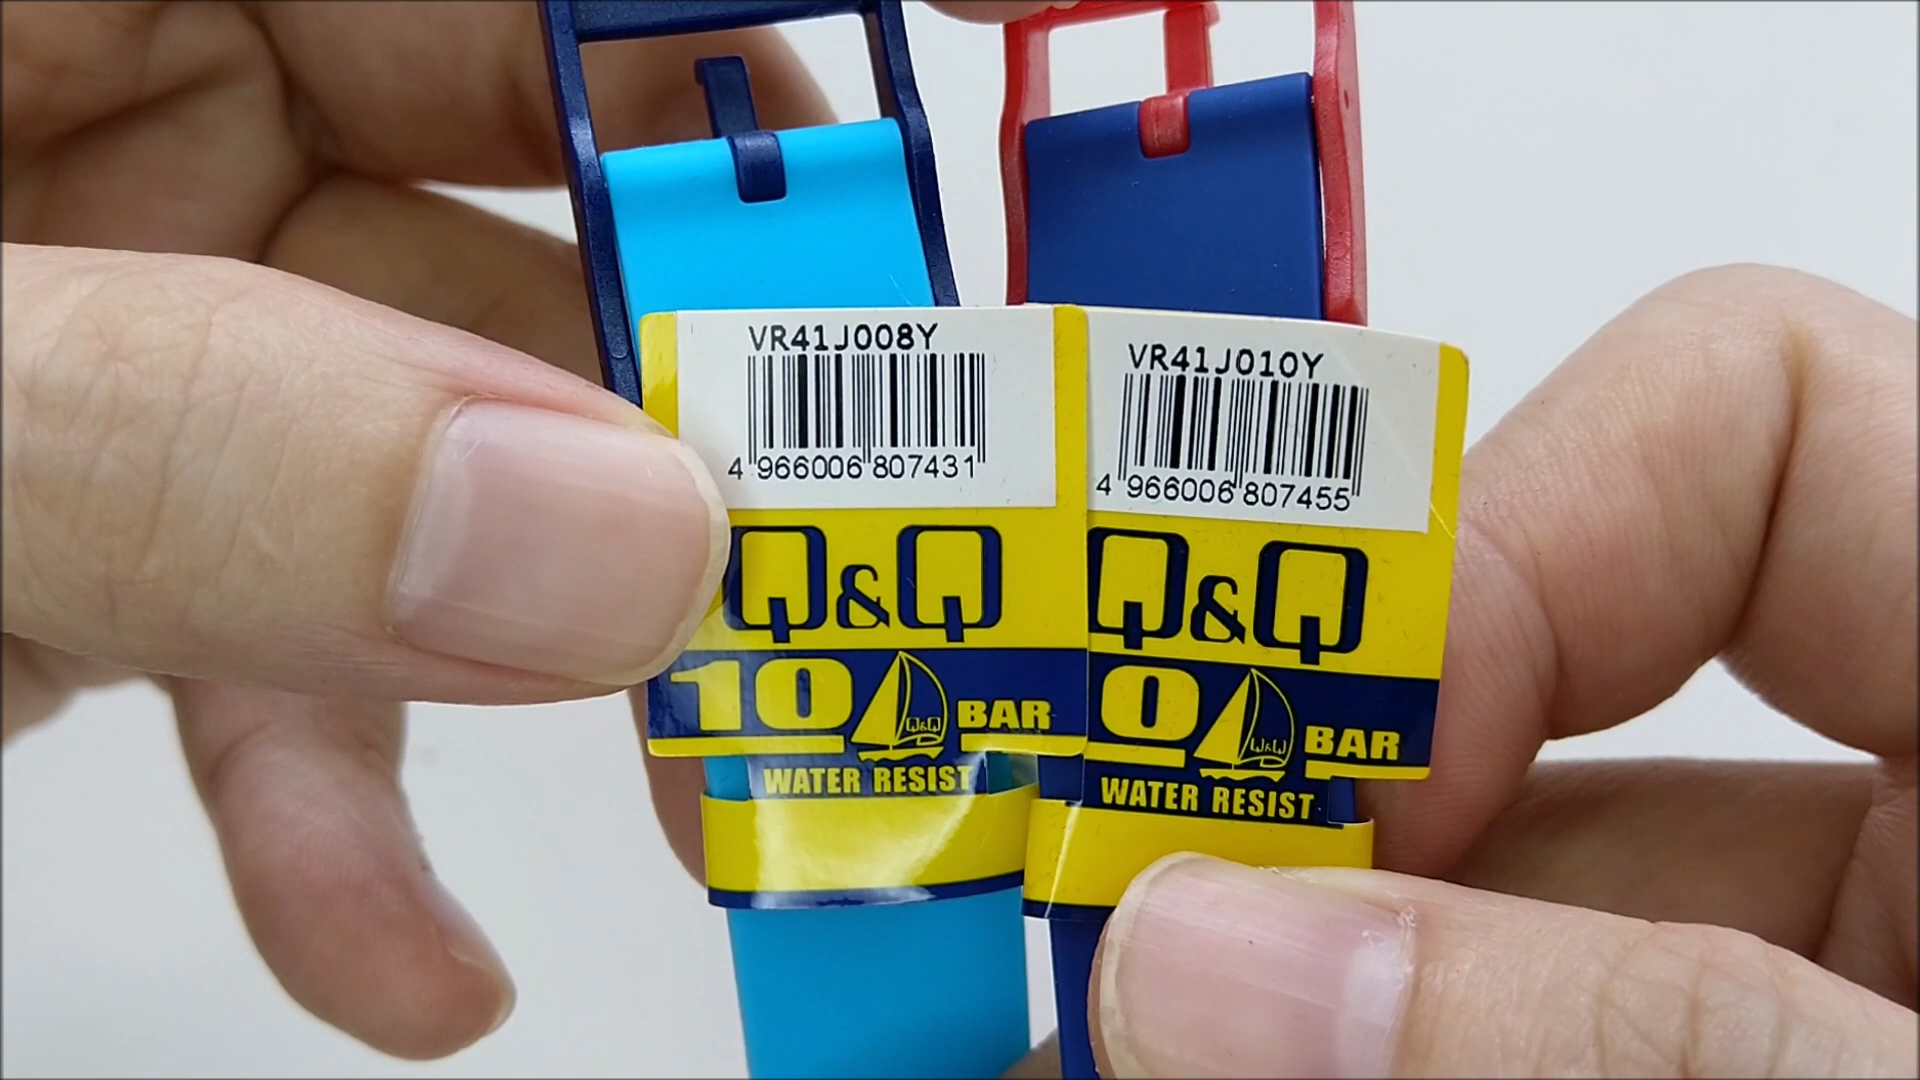 VR41J008Y
4 966006 807431
Q&Q
10 Q&Q BAR
WATER RESIST
VR41J010Y
4 966006 807455
Q&Q
0 Q&Q BAR
WATER RESIST